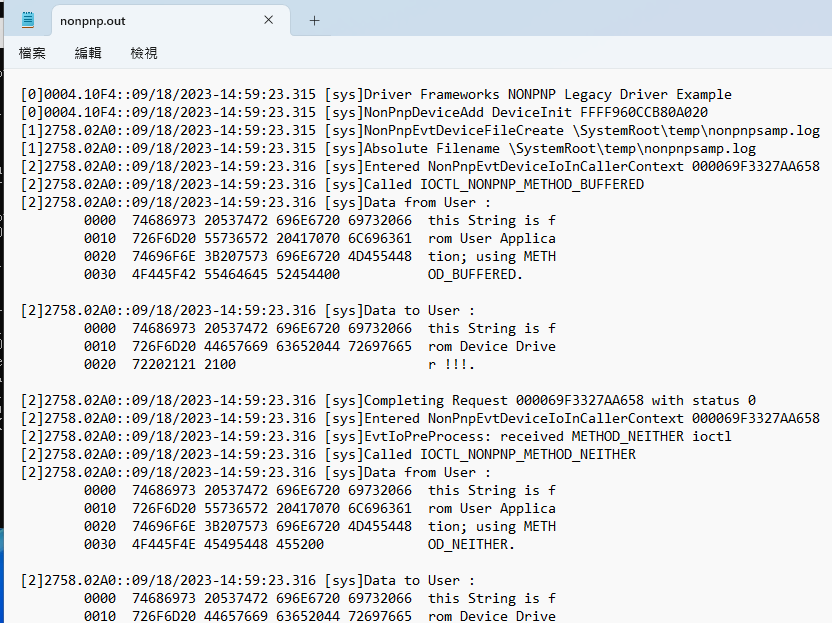 nonpnp.out
檔案 編輯 檢視
[0]0004.10F4::09/18/2023-14:59:23.315 [sys]Driver Frameworks NONPNP Legacy Driver Example
[0]0004.10F4::09/18/2023-14:59:23.315 [sys]NonPnpDeviceAdd DeviceInit FFFF960CCB80A020
[1]2758.02A0::09/18/2023-14:59:23.315 [sys]NonPnpEvtDeviceFileCreate \SystemRoot\temp\nonpnpsamp.log
[1]2758.02A0::09/18/2023-14:59:23.315 [sys]Absolute Filename \SystemRoot\temp\nonpnpsamp.log
[2]2758.02A0::09/18/2023-14:59:23.316 [sys]Entered NonPnpEvtDeviceIoInCallerContext 000069F3327AA658
[2]2758.02A0::09/18/2023-14:59:23.316 [sys]Called IOCTL_NONPNP_METHOD_BUFFERED
[2]2758.02A0::09/18/2023-14:59:23.316 [sys]Data from User :
0000 74686973 20537472 696E6720 69732066 this String is f
0010 726F6D20 55736572 20417070 6C696361 rom User Applica
0020 74696F6E 3B207573 696E6720 4D455448 tion; using METH
0030 4F445F42 55464645 52454400 OD_BUFFERED.
[2]2758.02A0::09/18/2023-14:59:23.316 [sys]Data to User :
0000 74686973 20537472 696E6720 69732066 this String is f
0010 726F6D20 44657669 63652044 72697665 rom Device Drive
0020 72202121 2100 r !!!.
[2]2758.02A0::09/18/2023-14:59:23.316 [sys]Completing Request 000069F3327AA658 with status 0
[2]2758.02A0::09/18/2023-14:59:23.316 [sys]Entered NonPnpEvtDeviceIoInCallerContext 000069F3327AA658
[2]2758.02A0::09/18/2023-14:59:23.316 [sys]EvtIoPreProcess: received METHOD_NEITHER ioctl
[2]2758.02A0::09/18/2023-14:59:23.316 [sys]Called IOCTL_NONPNP_METHOD_NEITHER
[2]2758.02A0::09/18/2023-14:59:23.316 [sys]Data from User :
0000 74686973 20537472 696E6720 69732066 this String is f
0010 726F6D20 55736572 20417070 6C696361 rom User Applica
0020 74696F6E 3B207573 696E6720 4D455448 tion; using METH
0030 4F445F4E 45495448 455200 OD_NEITHER.
[2]2758.02A0::09/18/2023-14:59:23.316 [sys]Data to User :
0000 74686973 20537472 696E6720 69732066 this String is f
0010 726F6D20 44657669 63652044 72697665 rom Device Drive